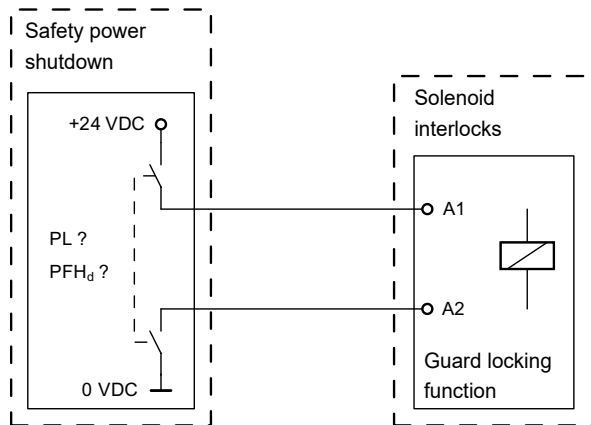 Safety power
shutdown
+24 VDC
PL ?
PFHd ?
0 VDC
Solenoid
interlocks
A1
A2
Guard locking
function